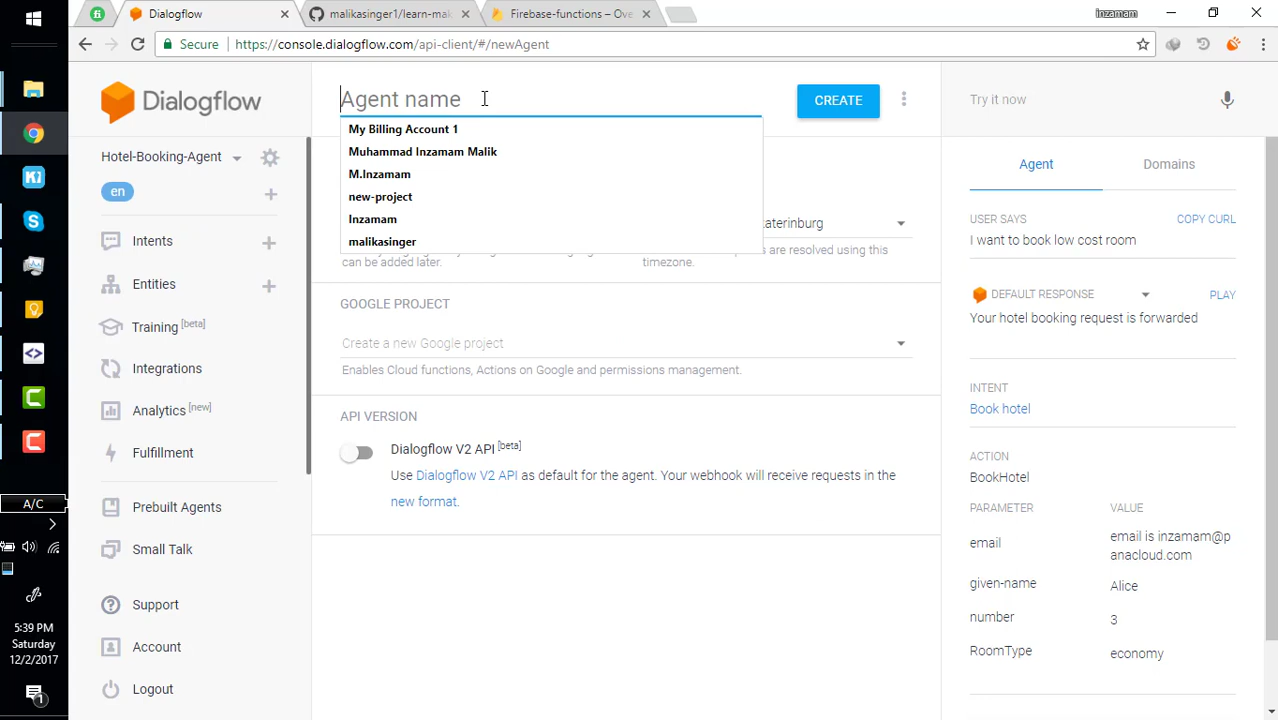 Dialogflow
malikasinger1/learn-mak
Firebase-functions – Ove
inzamam
Secure
https://console.dialogflow.com/api-client/#/newAgent
Dialogflow
Agent name
CREATE
Try it now
My Billing Account 1
Muhammad Inzamam Malik
M.Inzamam
new-project
Inzamam
malikasinger
Hotel-Booking-Agent
en
Intents
Entities
Training [beta]
Integrations
Analytics [new]
Fulfillment
Prebuilt Agents
Small Talk
Support
Account
Logout
aterinburg
can be added later.
are resolved using this
timezone.
GOOGLE PROJECT
Create a new Google project
Enables Cloud functions, Actions on Google and permissions management.
API VERSION
Dialogflow V2 API [beta]
Use Dialogflow V2 API as default for the agent. Your webhook will receive requests in the
new format.
Agent
Domains
USER SAYS
COPY CURL
I want to book low cost room
DEFAULT RESPONSE
PLAY
Your hotel booking request is forwarded
INTENT
Book hotel
ACTION
BookHotel
PARAMETER
VALUE
email
email is inzamam@p
anacloud.com
given-name
Alice
number
3
RoomType
economy
A/C
5:39 PM
Saturday
12/2/2017
1